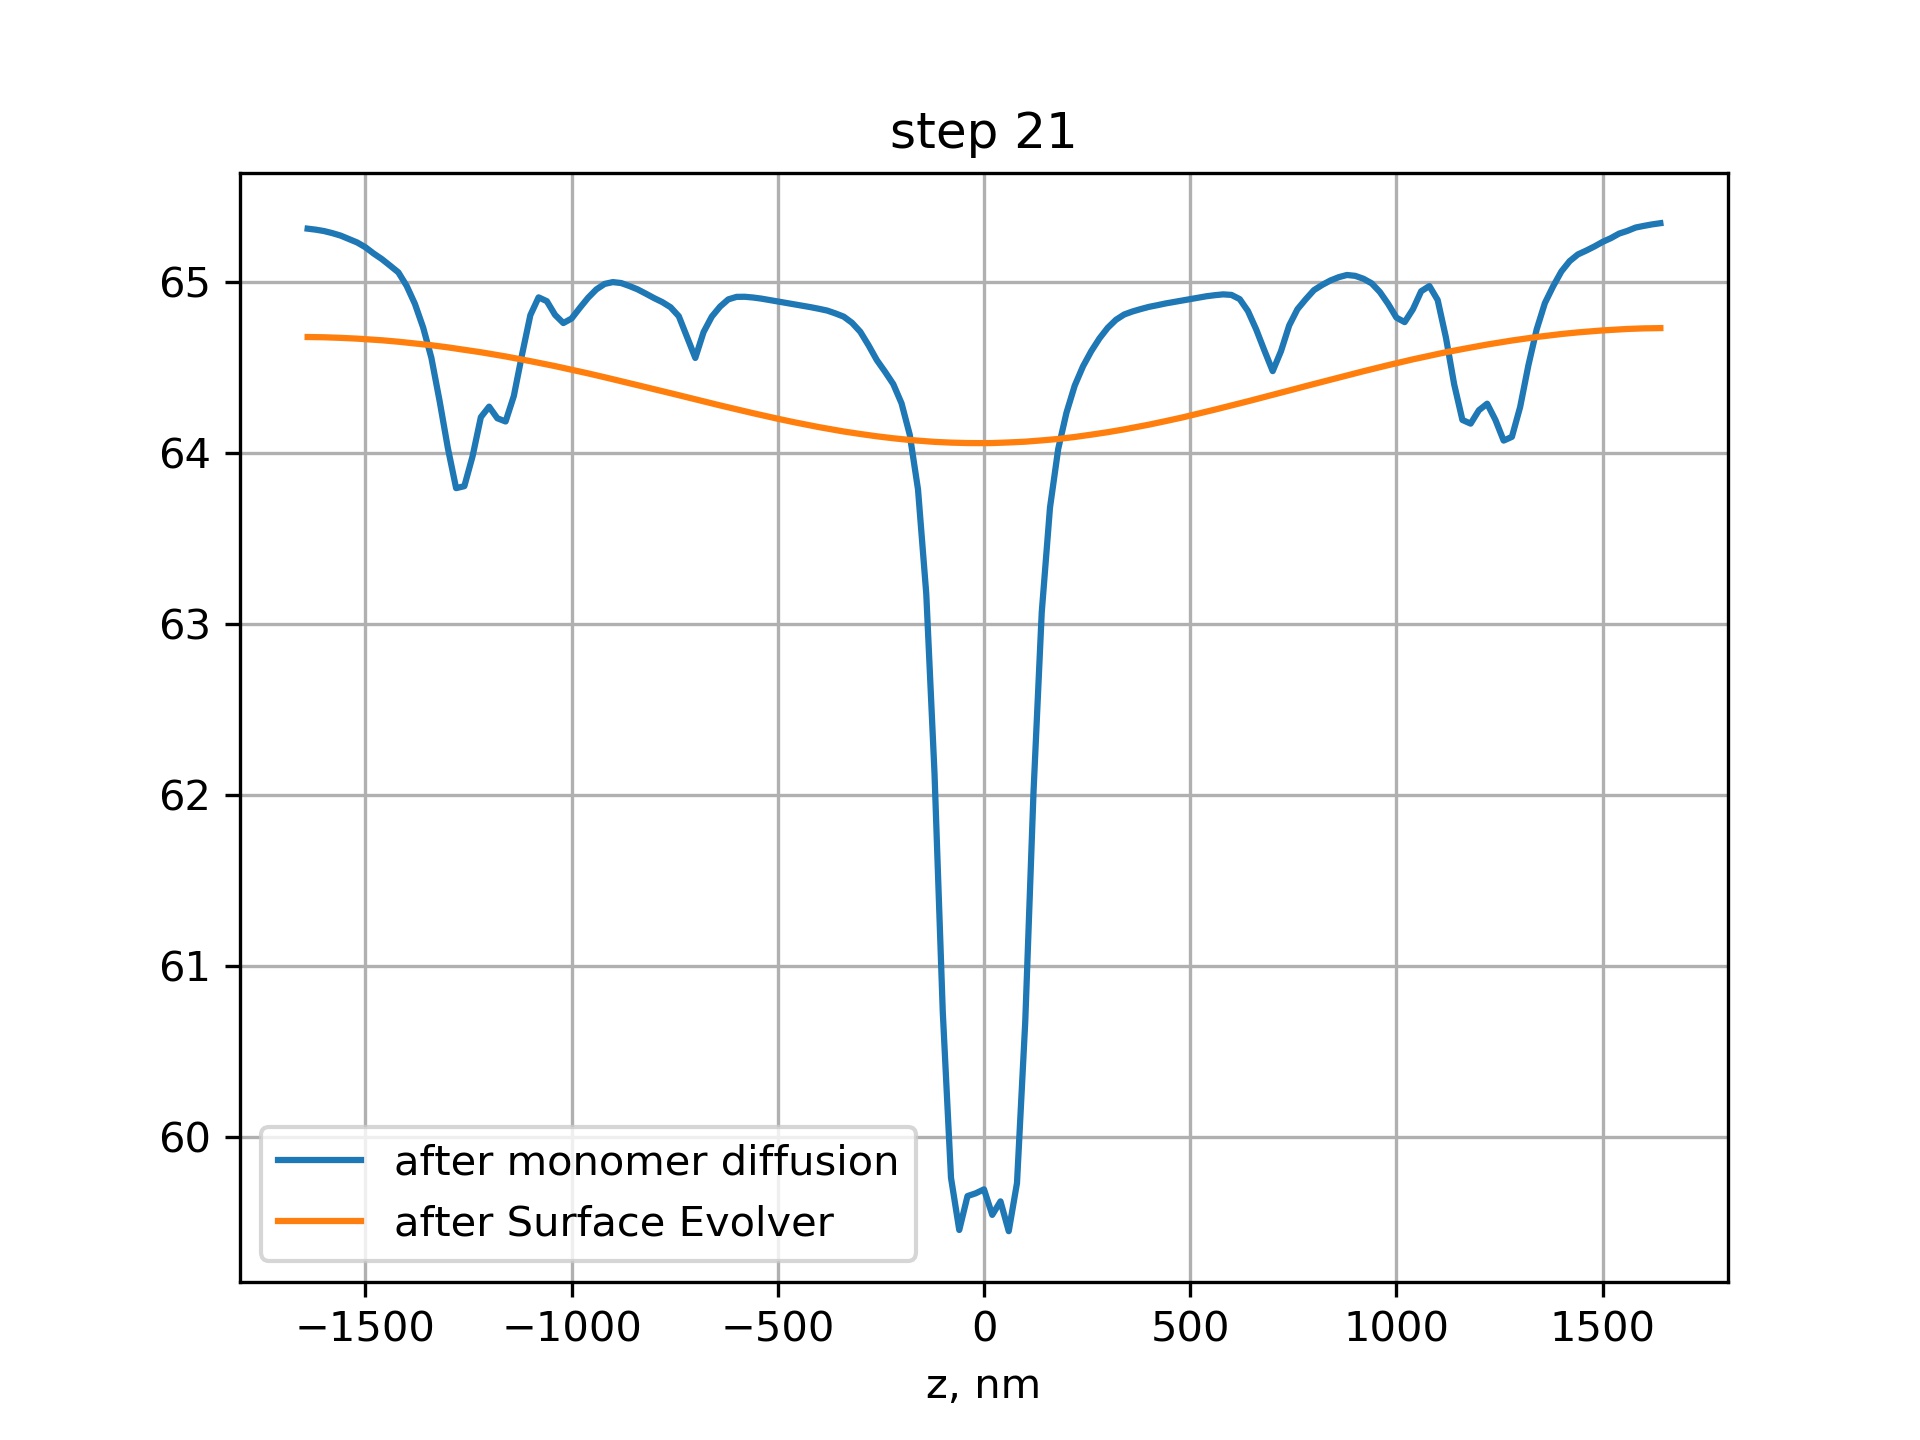 step 21
65
64
63
62
61
60
after monomer diffusion
after Surface Evolver
−1500 −1000 −500 0 500 1000 1500
z, nm